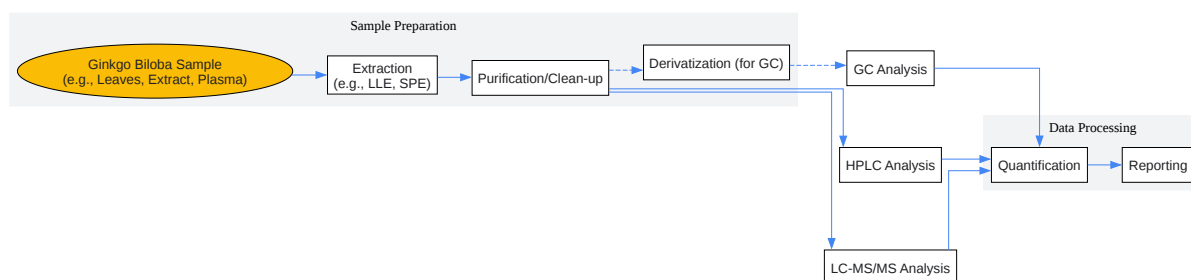 Sample Preparation
Ginkgo Biloba Sample
(e.g., Leaves, Extract, Plasma)
Extraction
(e.g., LLE, SPE)
Purification/Clean-up
Derivatization (for GC)
GC Analysis
Data Processing
HPLC Analysis
Quantification
Reporting
LC-MS/MS Analysis